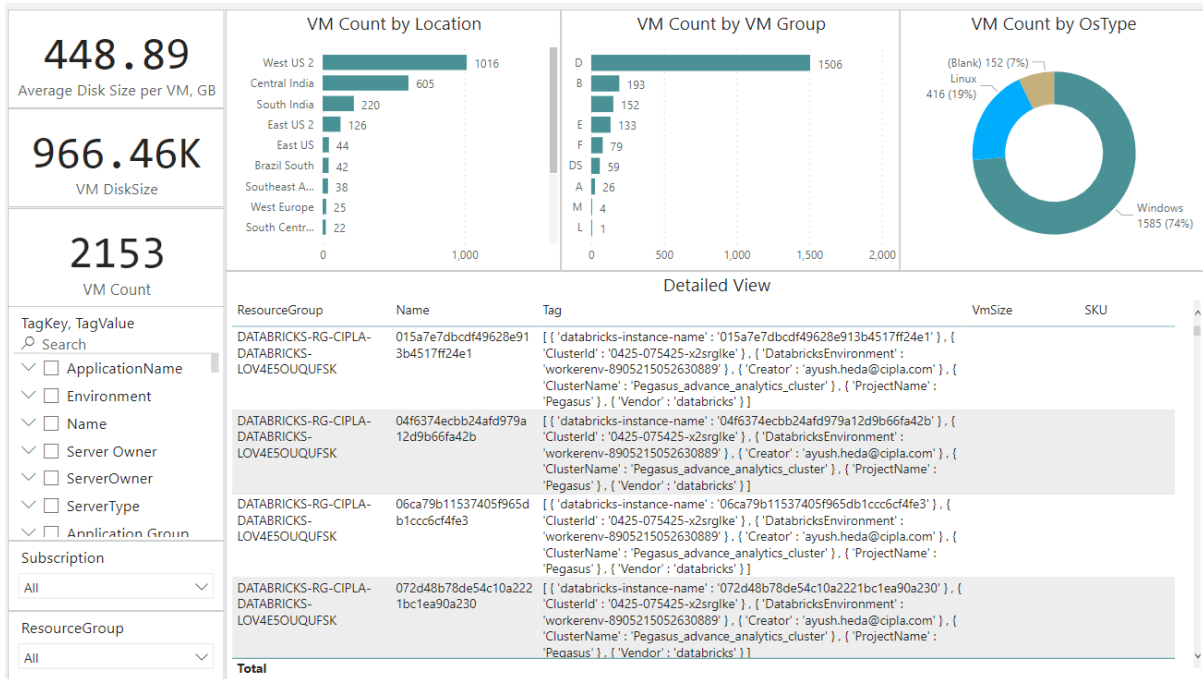 448.89
Average Disk Size per VM, GB
966.46K
VM DiskSize
2153
VM Count
TagKey, TagValue
Search
ApplicationName
Environment
Name
Server Owner
ServerOwner
ServerType
Application Group
Subscription
All
ResourceGroup
All
VM Count by Location
West US 2 1016
Central India 605
South India 220
East US 2 126
East US 44
Brazil South 42
Southeast A... 38
West Europe 25
South Centr... 22
0 1,000
VM Count by VM Group
D 1506
B 193
152
E 133
F 79
DS 59
A 26
M 4
L 1
0 500 1,000 1,500 2,000
VM Count by OsType
(Blank) 152 (7%)
Linux
416 (19%)
Windows
1585 (74%)
Detailed View
ResourceGroup Name Tag VmSize SKU
DATABRICKS-RG-CIPLA- 015a7e7dbcdf49628e91 [ { 'databricks-instance-name' : '015a7e7dbcdf49628e913b4517ff24e1' } , {
DATABRICKS- 3b4517ff24e1 'ClusterId' : '0425-075425-x2srglke' } , { 'DatabricksEnvironment' :
LOV4E5OUQUFSK 'workerenv-8905215052630889' } , { 'Creator' : 'ayush.heda@cipla.com' } , {
'ClusterName' : 'Pegasus_advance_analytics_cluster' } , { 'ProjectName' :
'Pegasus' } , { 'Vendor' : 'databricks' } ]
DATABRICKS-RG-CIPLA- 04f6374ecbb24afd979a [ { 'databricks-instance-name' : '04f6374ecbb24afd979a12d9b66fa42b' } , {
DATABRICKS- 12d9b66fa42b 'ClusterId' : '0425-075425-x2srglke' } , { 'DatabricksEnvironment' :
LOV4E5OUQUFSK 'workerenv-8905215052630889' } , { 'Creator' : 'ayush.heda@cipla.com' } , {
'ClusterName' : 'Pegasus_advance_analytics_cluster' } , { 'ProjectName' :
'Pegasus' } , { 'Vendor' : 'databricks' } ]
DATABRICKS-RG-CIPLA- 06ca79b11537405f965d [ { 'databricks-instance-name' : '06ca79b11537405f965db1ccc6cf4fe3' } , {
DATABRICKS- b1ccc6cf4fe3 'ClusterId' : '0425-075425-x2srglke' } , { 'DatabricksEnvironment' :
LOV4E5OUQUFSK 'workerenv-8905215052630889' } , { 'Creator' : 'ayush.heda@cipla.com' } , {
'ClusterName' : 'Pegasus_advance_analytics_cluster' } , { 'ProjectName' :
'Pegasus' } , { 'Vendor' : 'databricks' } ]
DATABRICKS-RG-CIPLA- 072d48b78de54c10a222 [ { 'databricks-instance-name' : '072d48b78de54c10a2221bc1ea90a230' } , {
DATABRICKS- 1bc1ea90a230 'ClusterId' : '0425-075425-x2srglke' } , { 'DatabricksEnvironment' :
LOV4E5OUQUFSK 'workerenv-8905215052630889' } , { 'Creator' : 'ayush.heda@cipla.com' } , {
'ClusterName' : 'Pegasus_advance_analytics_cluster' } , { 'ProjectName' :
'Pegasus' } , { 'Vendor' : 'databricks' } ]
Total